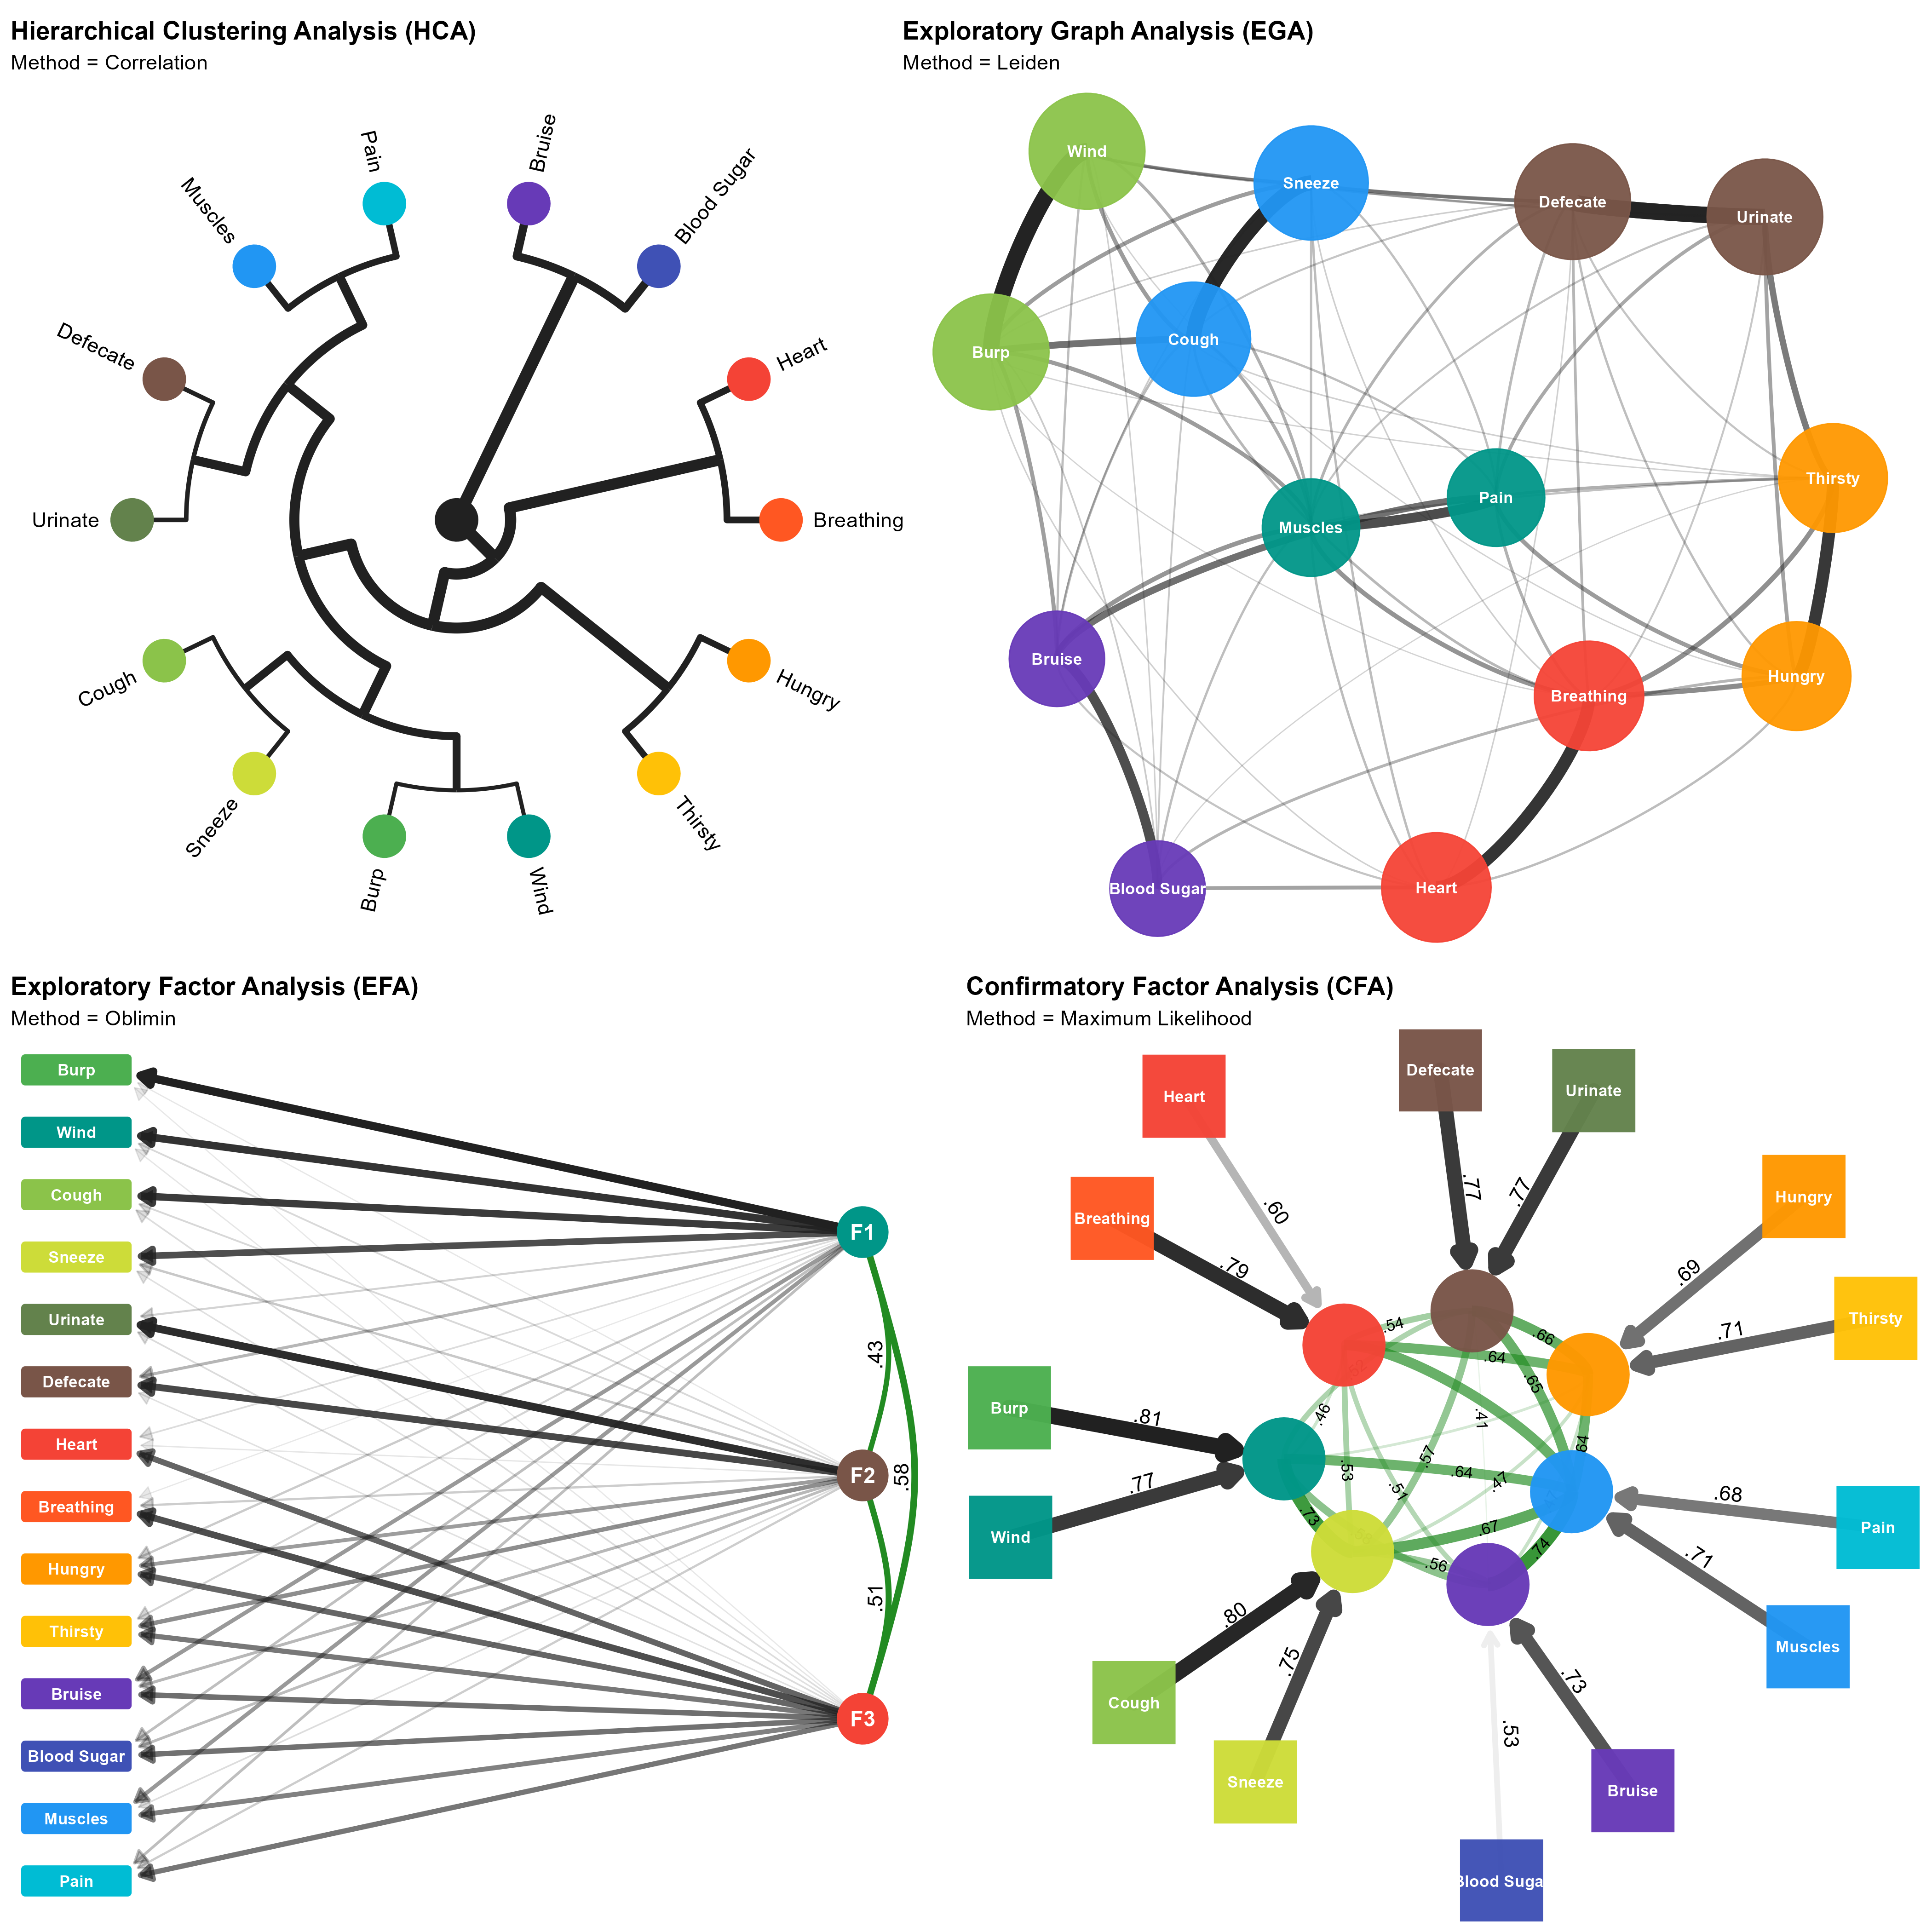 Hierarchical Clustering Analysis (HCA)
Method = Correlation
Pain
Bruise
Muscles
Blood Sugar
Defecate
Heart
Urinate
Breathing
Cough
Hungry
Sneeze
Thirsty
Burp
Wind
Exploratory Graph Analysis (EGA)
Method = Leiden
Wind
Sneeze
Defecate
Urinate
Cough
Burp
Thirsty
Pain
Muscles
Bruise
Hungry
Breathing
Heart
Blood Sugar
Exploratory Factor Analysis (EFA)
Method = Oblimin
Burp
Wind
Cough
Sneeze
Urinate
Defecate
Heart
Breathing
Hungry
Thirsty
Bruise
Blood Sugar
Muscles
Pain
F1
F2
F3
.43
.58
.51
Confirmatory Factor Analysis (CFA)
Method = Maximum Likelihood
Defecate
Urinate
Heart
Hungry
Breathing
Thirsty
Burp
Wind
Pain
Muscles
Cough
Sneeze
Bruise
Blood Suga
.77
.77
.60
.69
.79
.71
.81
.77
.68
.71
.80
.75
.73
.53
.54
.66
.64
.65
.46
.41
.64
.57
.53
.64
.47
.51
.73
.67
.56
.74